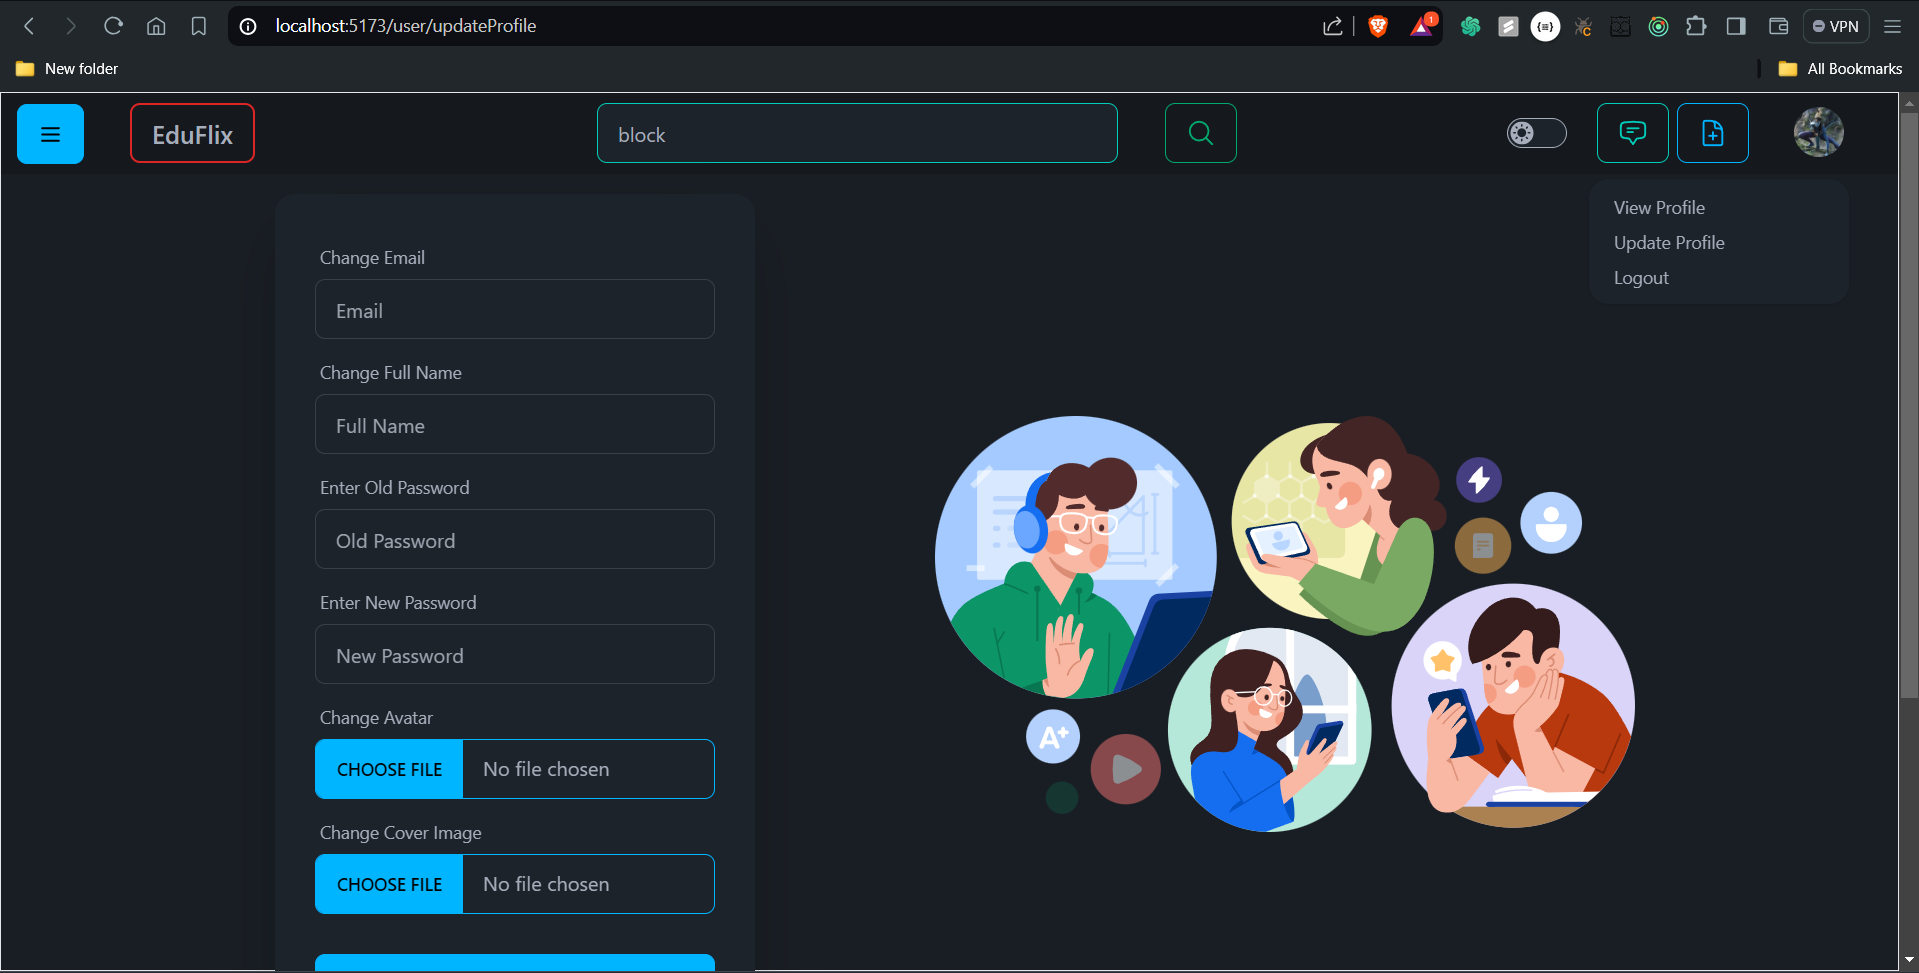 localhost:5173/user/updateProfile
1
VPN
New folder
All Bookmarks
EduFlix
block
View Profile
Update Profile
Logout
Change Email
Email
Change Full Name
Full Name
Enter Old Password
Old Password
Enter New Password
New Password
Change Avatar
CHOOSE FILE No file chosen
Change Cover Image
CHOOSE FILE No file chosen
A+